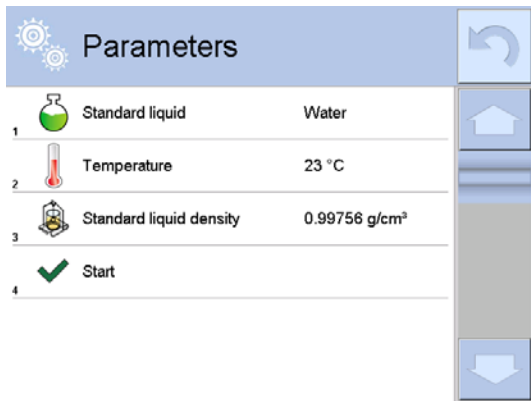 Parameters
1 Standard liquid Water
2 Temperature 23 °C
3 Standard liquid density 0.99756 g/cm³
4 Start